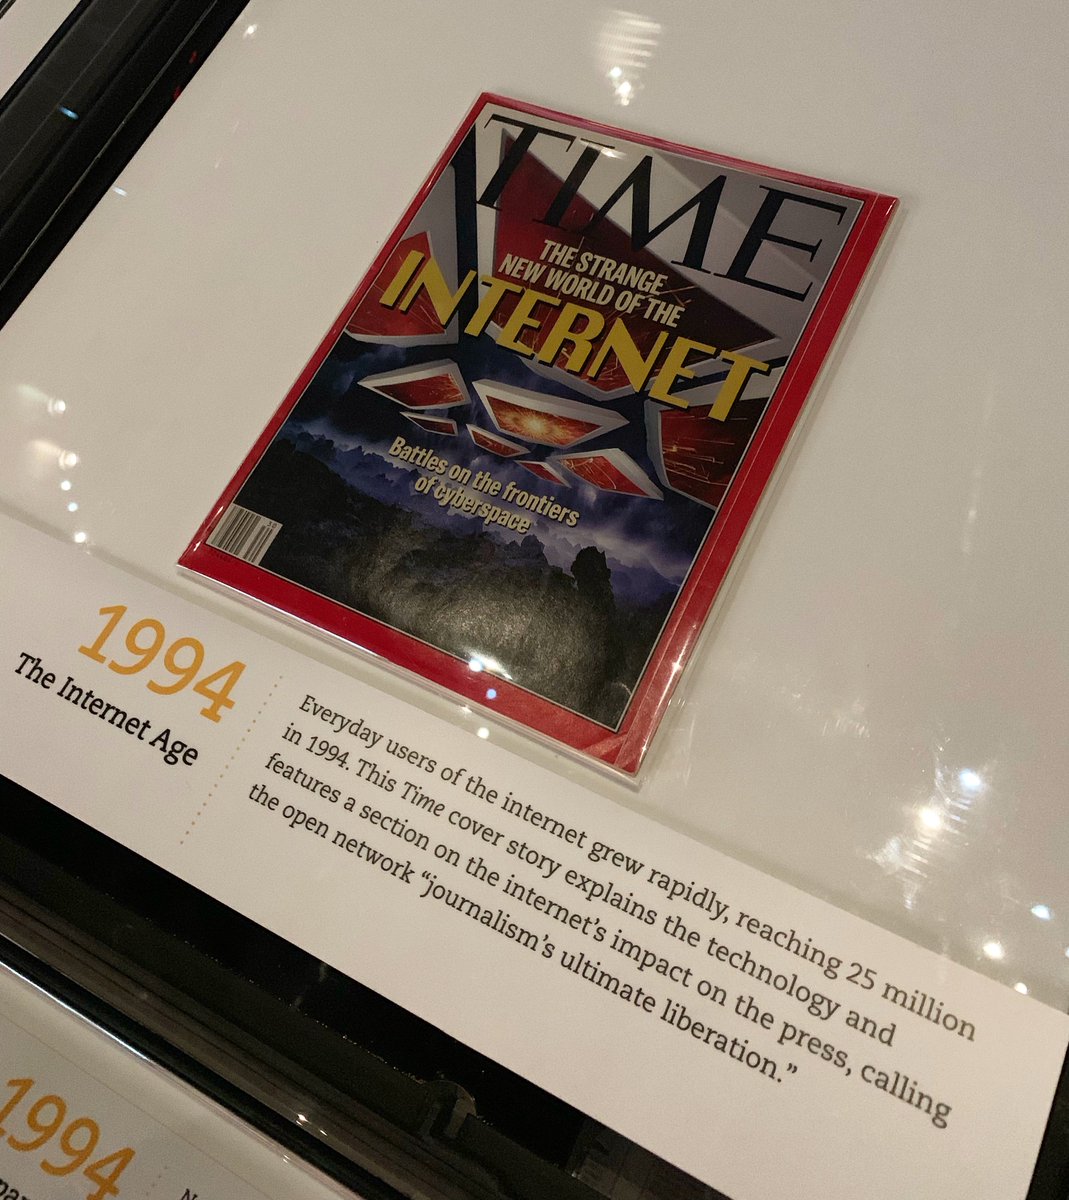 TIME
THE STRANGE
NEW WORLD OF THE
INTERNET
Battles on the frontiers
of cyberspace
30
1994
The Internet Age
Everyday users of the internet grew rapidly, reaching 25 million
in 1994. This Time cover story explains the technology and
features a section on the internet’s impact on the press, calling
the open network “journalism’s ultimate liberation.”
1994